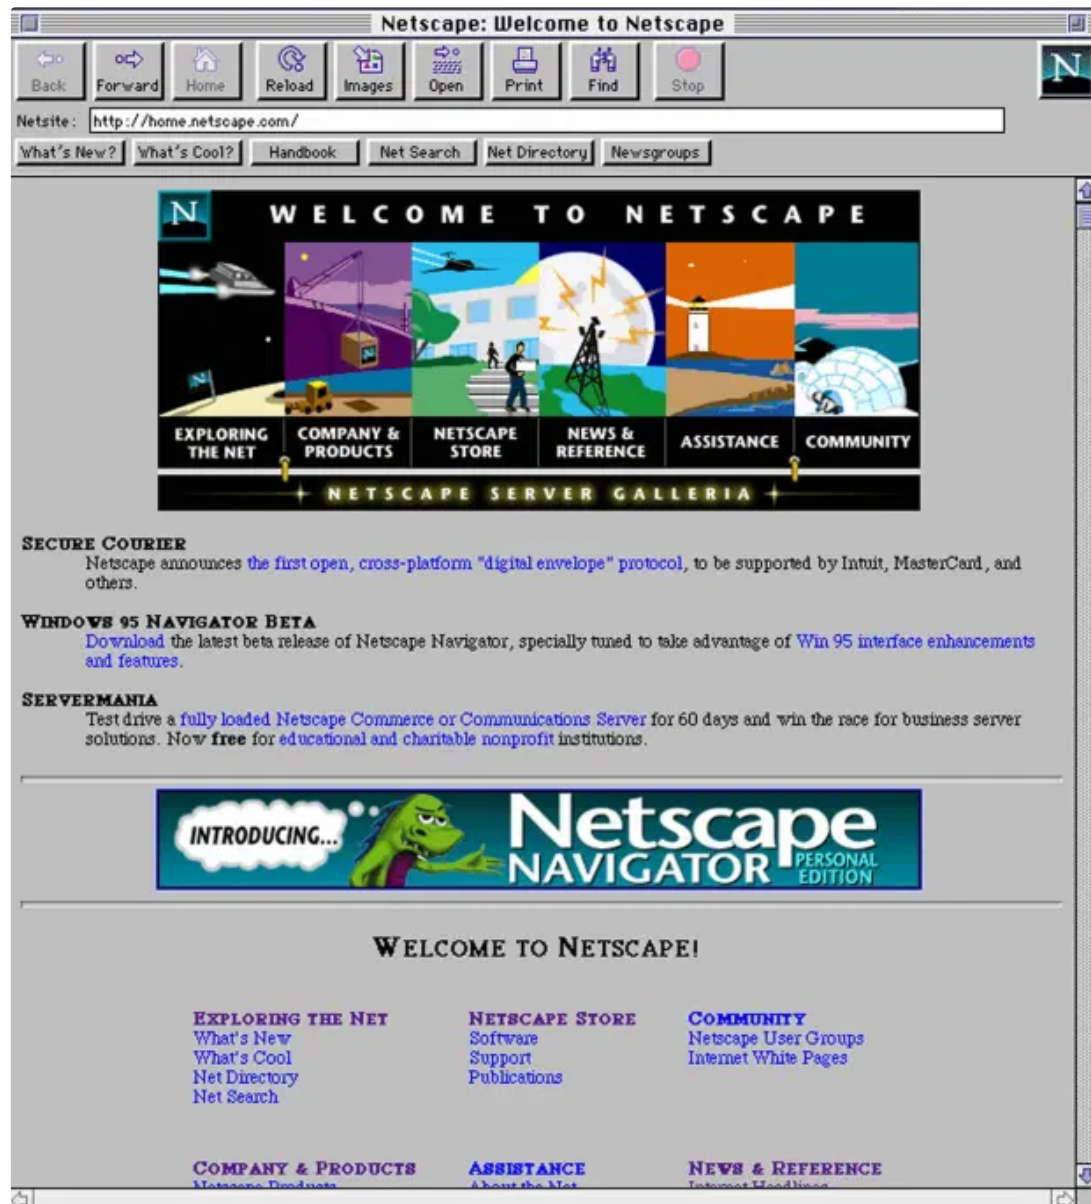 Netscape: Welcome to Netscape
Back Forward Home Reload Images Open Print Find Stop
N
Netsite: http://home.netscape.com/
What's New? What's Cool? Handbook Net Search Net Directory Newsgroups
N WELCOME TO NETSCAPE
N
N
EXPLORING THE NET
COMPANY & PRODUCTS
NETSCAPE STORE
NEWS & REFERENCE
ASSISTANCE
COMMUNITY
NETSCAPE SERVER GALLERIA
SECURE COURIER
Netscape announces the first open, cross-platform "digital envelope" protocol, to be supported by Intuit, MasterCard, and
others.
WINDOWS 95 NAVIGATOR BETA
Download the latest beta release of Netscape Navigator, specially tuned to take advantage of Win 95 interface enhancements
and features.
SERVERMANIA
Test drive a fully loaded Netscape Commerce or Communications Server for 60 days and win the race for business server
solutions. Now free for educational and charitable nonprofit institutions.
INTRODUCING...
Netscape
NAVIGATOR PERSONAL
EDITION
WELCOME TO NETSCAPE!
EXPLORING THE NET
What's New
What's Cool
Net Directory
Net Search
NETSCAPE STORE
Software
Support
Publications
COMMUNITY
Netscape User Groups
Internet White Pages
COMPANY & PRODUCTS
Netscape Products
ASSISTANCE
About the Net
NEWS & REFERENCE
Internet Headlines